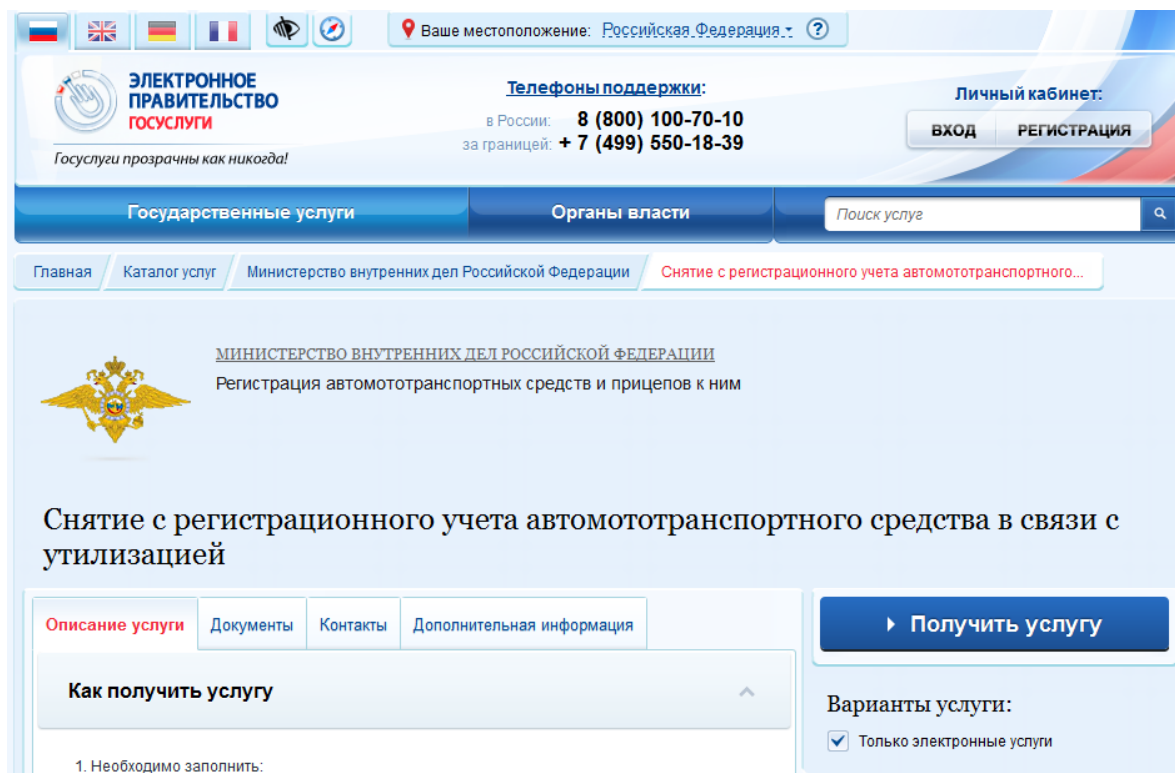 Ваше местоположение: Российская Федерация ?
ЭЛЕКТРОННОЕ
ПРАВИТЕЛЬСТВО
ГОСУСЛУГИ
Госуслуги прозрачны как никогда!
Телефоны поддержки:
в России: 8 (800) 100-70-10
за границей: + 7 (499) 550-18-39
Личный кабинет:
ВХОД РЕГИСТРАЦИЯ
Государственные услуги Органы власти Поиск услуг
Главная Каталог услуг Министерство внутренних дел Российской Федерации Снятие с регистрационного учета автомототранспортного...
МИНИСТЕРСТВО ВНУТРЕННИХ ДЕЛ РОССИЙСКОЙ ФЕДЕРАЦИИ
Регистрация автомототранспортных средств и прицепов к ним
Снятие с регистрационного учета автомототранспортного средства в связи с
утилизацией
Описание услуги Документы Контакты Дополнительная информация
Получить услугу
Как получить услугу
Варианты услуги:
Только электронные услуги
1. Необходимо заполнить: